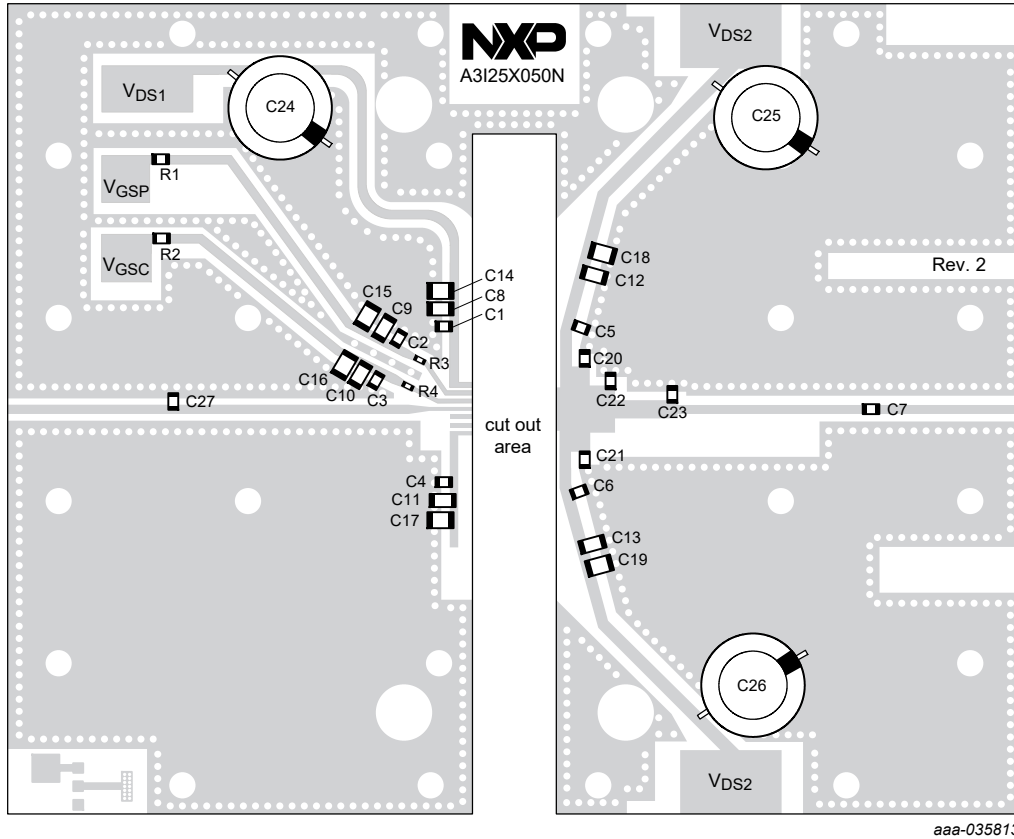 NXP
A3I25X050N
VDS2
VDS1
C24
C25
R1
VGSP
R2
VGSC
Rev. 2
C18
C12
C14
C8
C1
C15
C9
C2
C5
C20
R3
C16
C10
C3
R4
C22
C23
C27
C7
cut out
area
C21
C4
C6
C11
C17
C13
C19
C26
VDS2
aaa-035813